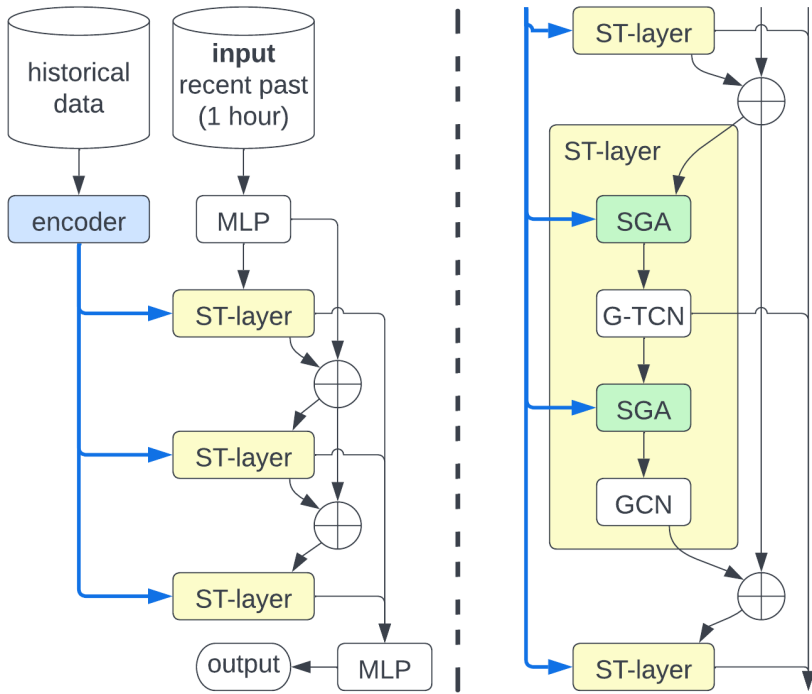 historical
data
input
recent past
(1 hour)
encoder
MLP
ST-layer
ST-layer
ST-layer
output
MLP
ST-layer
ST-layer
SGA
G-TCN
SGA
GCN
ST-layer